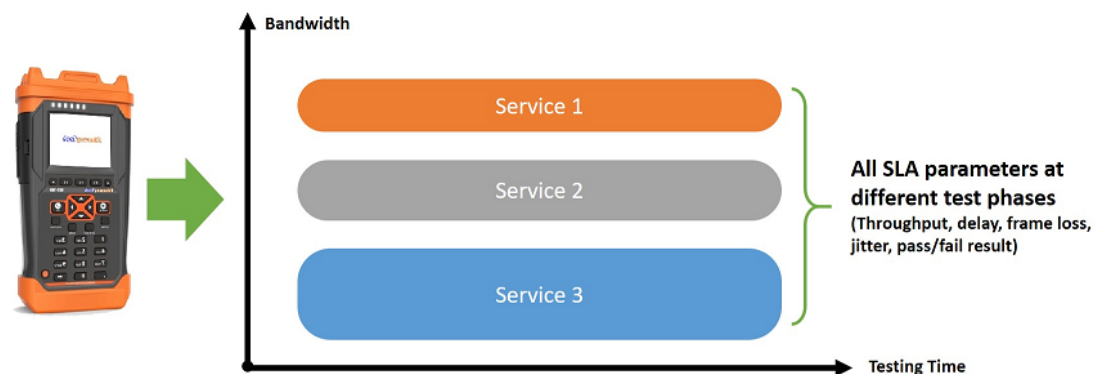 Bandwidth
Service 1
Service 2
Service 3
All SLA parameters at
different test phases
(Throughput, delay, frame loss,
jitter, pass/fail result)
Testing Time